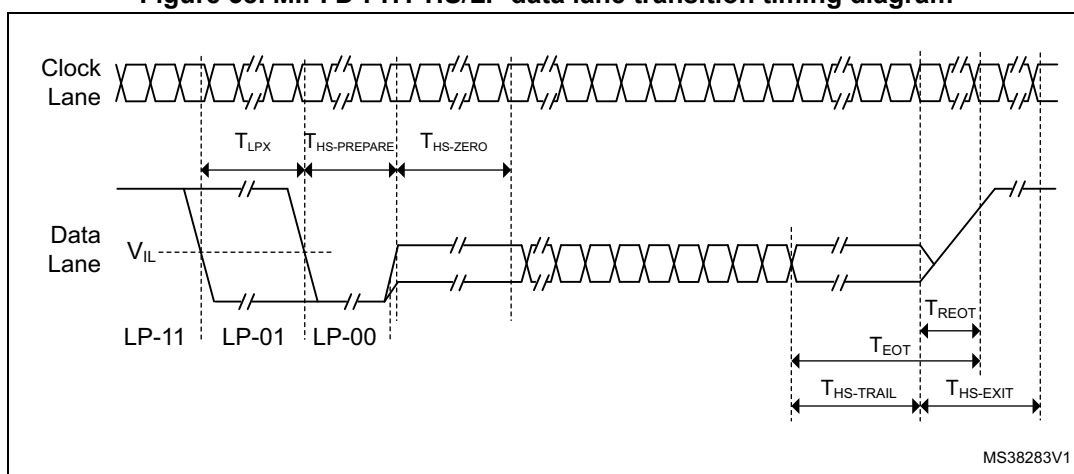 Figure MIPI D-PHY HS/LP data lane transition timing diagram
Clock
Lane
TLPX
THS-PREPARE
THS-ZERO
Data
Lane
VIL
LP-11
LP-01
LP-00
TREOT
TEOT
THS-TRAIL
THS-EXIT
MS38283V1